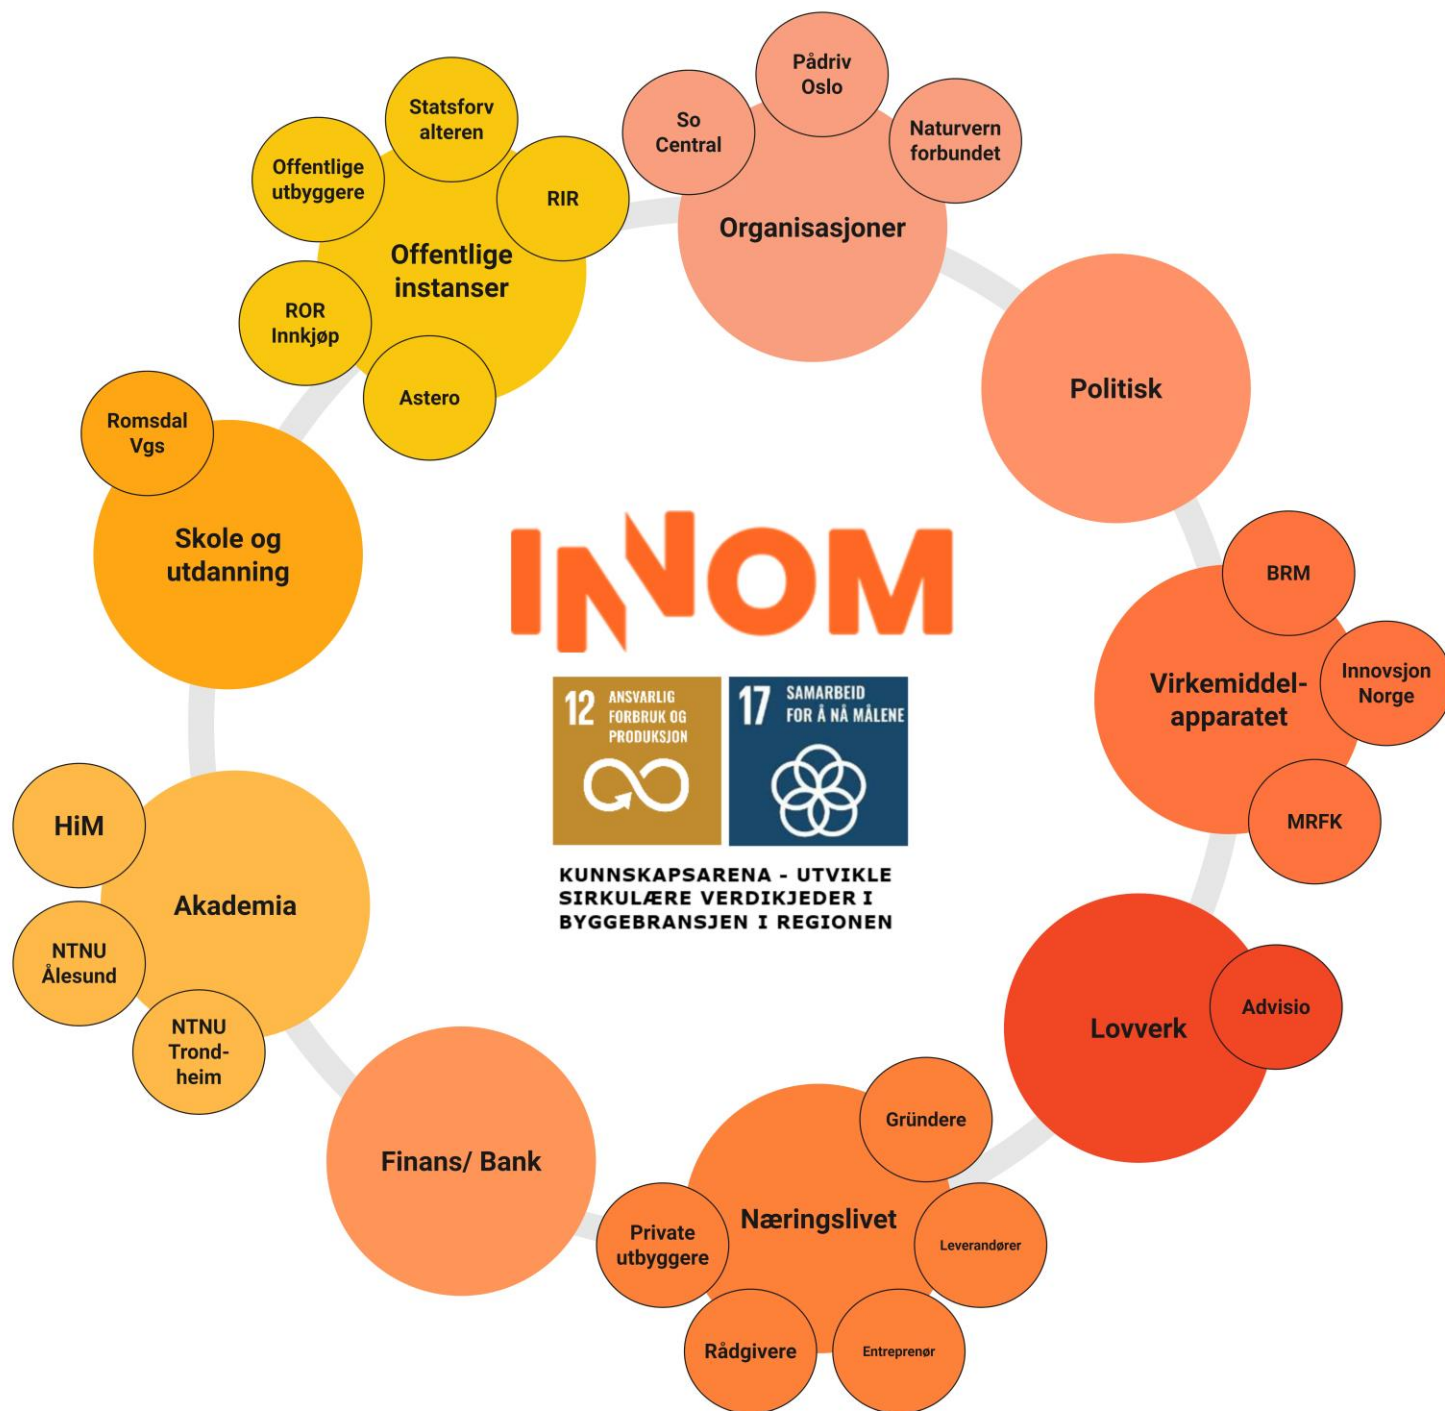 Pådriv
Oslo
So
Central
Naturvern
forbundet
Organisasjoner
Politisk
BRM
Innovsjon
Norge
Virkemiddel-
apparatet
MRFK
Lovverk
Advisio
Gründere
Næringslivet
Leverandører
Entreprenør
Rådgivere
Private
utbyggere
Finans/ Bank
Akademia
HiM
NTNU
Ålesund
NTNU
Trond-
heim
Skole og
utdanning
Romsdal
Vgs
Statsforv
alteren
Offentlige
utbyggere
RIR
Offentlige
instanser
ROR
Innkjøp
Astero
INNOM
12 ANSVARLIG
FORBRUK OG
PRODUKSJON
17 SAMARBEID
FOR Å NÅ MÅLENE
KUNNSKAPSARENA - UTVIKLE
SIRKULÆRE VERDIKJEDER I
BYGGEBRANSJEN I REGIONEN